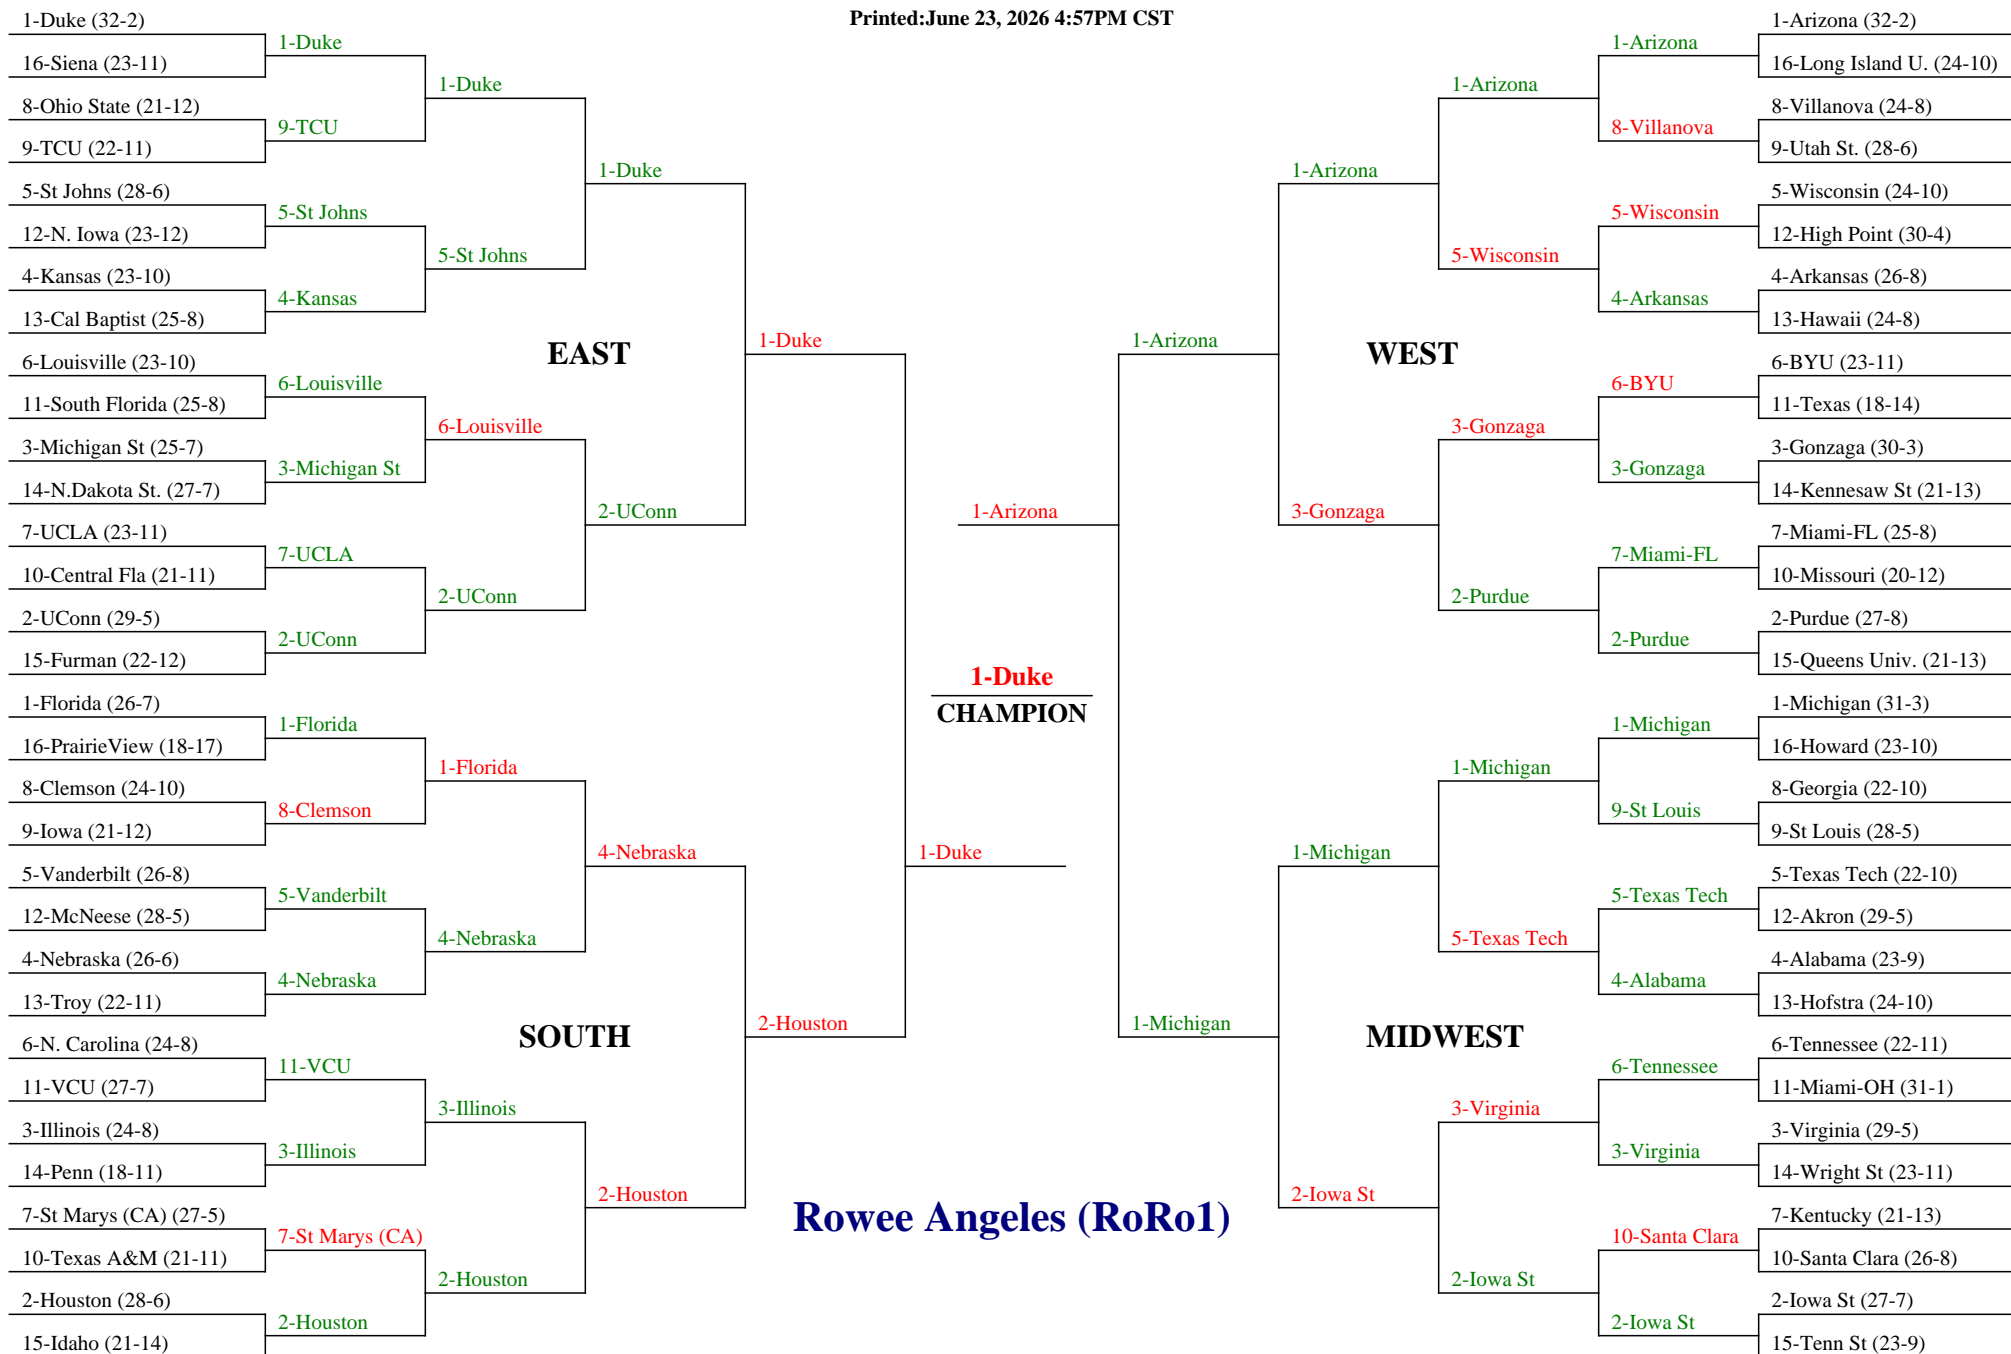 Printed:June 23, 2026 4:57PM CST
1-Duke (32-2)
16-Siena (23-11)
8-Ohio State (21-12)
9-TCU (22-11)
5-St Johns (28-6)
12-N. Iowa (23-12)
4-Kansas (23-10)
13-Cal Baptist (25-8)
6-Louisville (23-10)
11-South Florida (25-8)
3-Michigan St (25-7)
14-N.Dakota St. (27-7)
7-UCLA (23-11)
10-Central Fla (21-11)
2-UConn (29-5)
15-Furman (22-12)
1-Florida (26-7)
16-PrairieView (18-17)
8-Clemson (24-10)
9-Iowa (21-12)
5-Vanderbilt (26-8)
12-McNeese (28-5)
4-Nebraska (26-6)
13-Troy (22-11)
6-N. Carolina (24-8)
11-VCU (27-7)
3-Illinois (24-8)
14-Penn (18-11)
7-St Marys (CA) (27-5)
10-Texas A&M (21-11)
2-Houston (28-6)
15-Idaho (21-14)
1-Duke
9-TCU
5-St Johns
4-Kansas
6-Louisville
3-Michigan St
7-UCLA
2-UConn
1-Florida
8-Clemson
5-Vanderbilt
4-Nebraska
11-VCU
3-Illinois
7-St Marys (CA)
2-Houston
1-Duke
5-St Johns
6-Louisville
2-UConn
1-Florida
4-Nebraska
3-Illinois
2-Houston
1-Duke
2-UConn
4-Nebraska
2-Houston
EAST
SOUTH
1-Duke
2-Houston
1-Duke
1-Arizona
1-Duke
CHAMPION
Rowee Angeles (RoRo1)
1-Arizona
1-Michigan
WEST
MIDWEST
1-Arizona
3-Gonzaga
1-Michigan
2-Iowa St
1-Arizona
5-Wisconsin
3-Gonzaga
2-Purdue
1-Michigan
5-Texas Tech
3-Virginia
2-Iowa St
1-Arizona
8-Villanova
5-Wisconsin
4-Arkansas
6-BYU
3-Gonzaga
7-Miami-FL
2-Purdue
1-Michigan
9-St Louis
5-Texas Tech
4-Alabama
6-Tennessee
3-Virginia
10-Santa Clara
2-Iowa St
1-Arizona (32-2)
16-Long Island U. (24-10)
8-Villanova (24-8)
9-Utah St. (28-6)
5-Wisconsin (24-10)
12-High Point (30-4)
4-Arkansas (26-8)
13-Hawaii (24-8)
6-BYU (23-11)
11-Texas (18-14)
3-Gonzaga (30-3)
14-Kennesaw St (21-13)
7-Miami-FL (25-8)
10-Missouri (20-12)
2-Purdue (27-8)
15-Queens Univ. (21-13)
1-Michigan (31-3)
16-Howard (23-10)
8-Georgia (22-10)
9-St Louis (28-5)
5-Texas Tech (22-10)
12-Akron (29-5)
4-Alabama (23-9)
13-Hofstra (24-10)
6-Tennessee (22-11)
11-Miami-OH (31-1)
3-Virginia (29-5)
14-Wright St (23-11)
7-Kentucky (21-13)
10-Santa Clara (26-8)
2-Iowa St (27-7)
15-Tenn St (23-9)